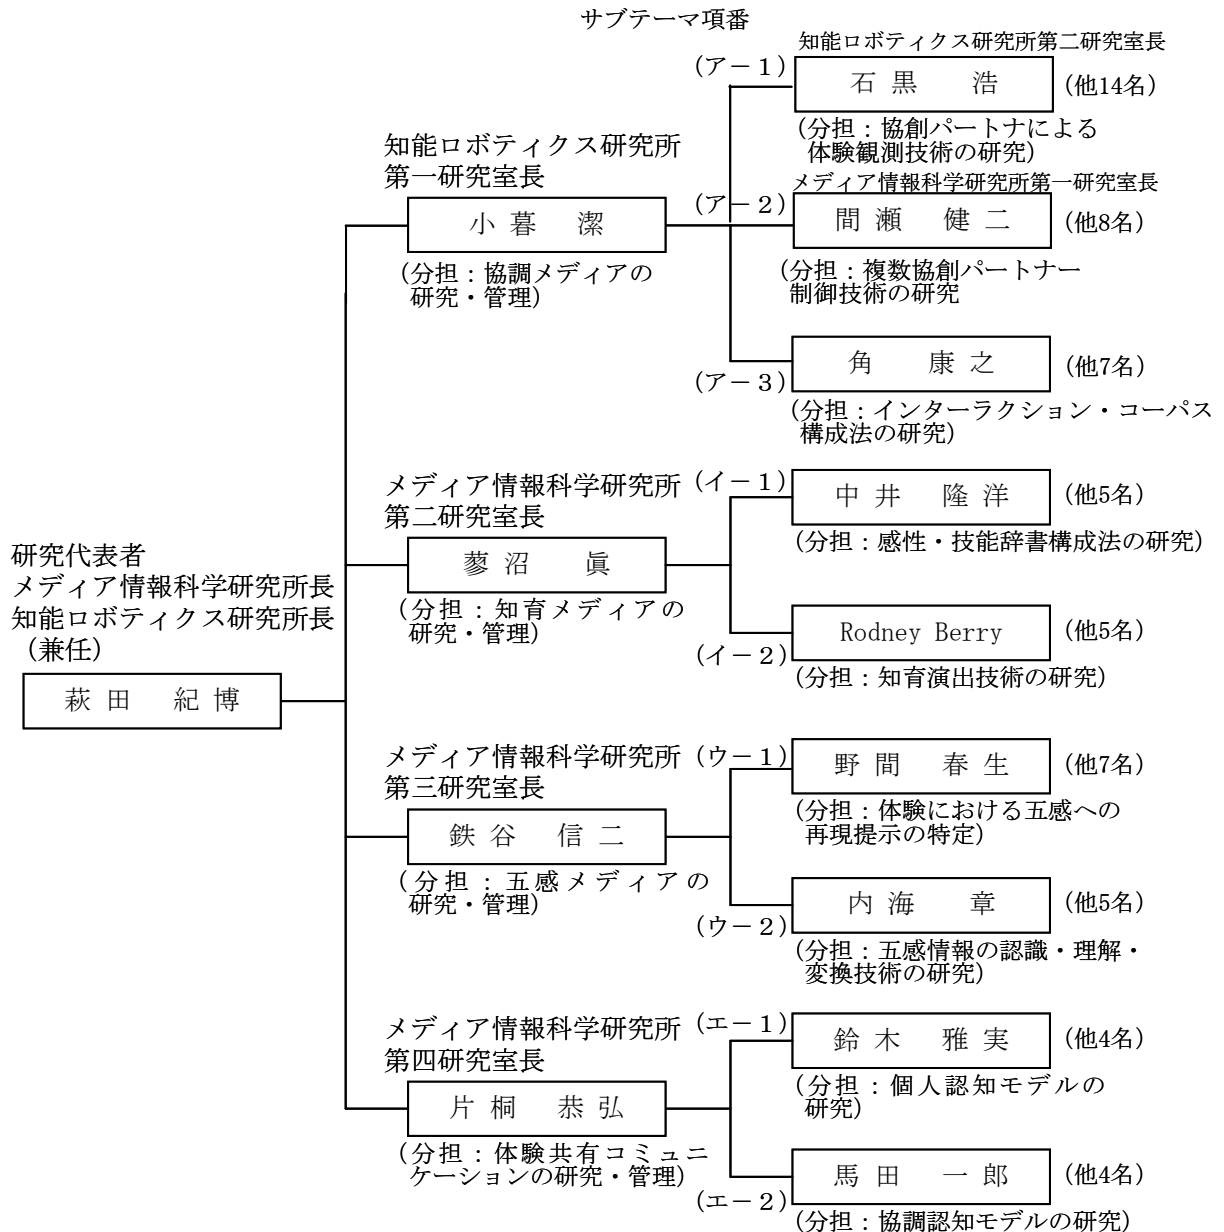 サブテーマ項番
知能ロボティクス研究所第二研究室長
(ア－１)
石黒　浩
(他14名)
(分担：協創パートナによる
体験観測技術の研究)
知能ロボティクス研究所
第一研究室長
小暮　潔
(分担：協調メディアの
研究・管理)
メディア情報科学研究所第一研究室長
(ア－２)
間瀬　健二
(他8名)
(分担：複数協創パートナー
制御技術の研究
(ア－３)
角　康之
(他7名)
(分担：インターラクション・コーパス
構成法の研究)
メディア情報科学研究所
第二研究室長
蓼沼　眞
(分担：知育メディアの
研究・管理)
(イ－１)
中井　隆洋
(他5名)
(分担：感性・技能辞書構成法の研究)
(イ－２)
Rodney Berry
(他5名)
(分担：知育演出技術の研究)
研究代表者
メディア情報科学研究所長
知能ロボティクス研究所長
(兼任)
萩田　紀博
メディア情報科学研究所
第三研究室長
鉄谷　信二
(分担：五感メディアの
研究・管理)
(ウ－１)
野間　春生
(他7名)
(分担：体験における五感への
再現提示の特定)
(ウ－２)
内海　章
(他5名)
(分担：五感情報の認識・理解・
変換技術の研究)
メディア情報科学研究所
第四研究室長
片桐　恭弘
(分担：体験共有コミュニ
ケーションの研究・管理)
(エ－１)
鈴木　雅実
(他4名)
(分担：個人認知モデルの
研究)
(エ－２)
馬田　一郎
(他4名)
(分担：協調認知モデルの研究)